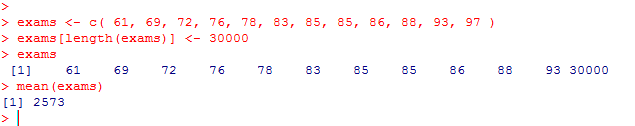 >
> exams <- c( 61, 69, 72, 76, 78, 83, 85, 85, 86, 88, 93, 97 )
> exams[length(exams)] <- 30000
> exams
[1] 61 69 72 76 78 83 85 85 86 88 93 30000
> mean(exams)
[1] 2573
>